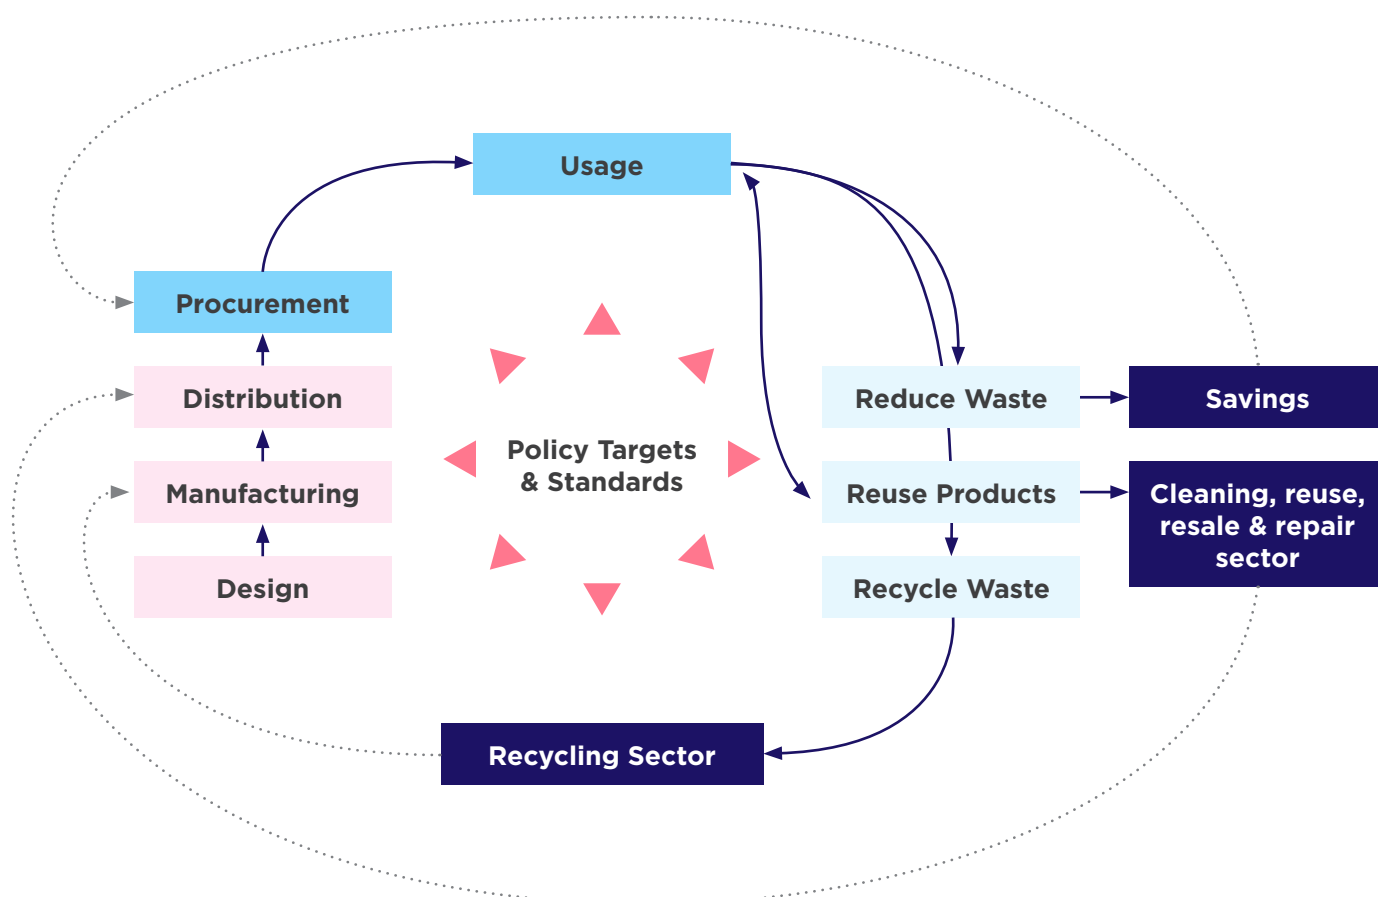 Usage
Procurement
Distribution
Manufacturing
Design
Policy Targets
& Standards
Reduce Waste
Reuse Products
Recycle Waste
Savings
Cleaning, reuse,
resale & repair
sector
Recycling Sector